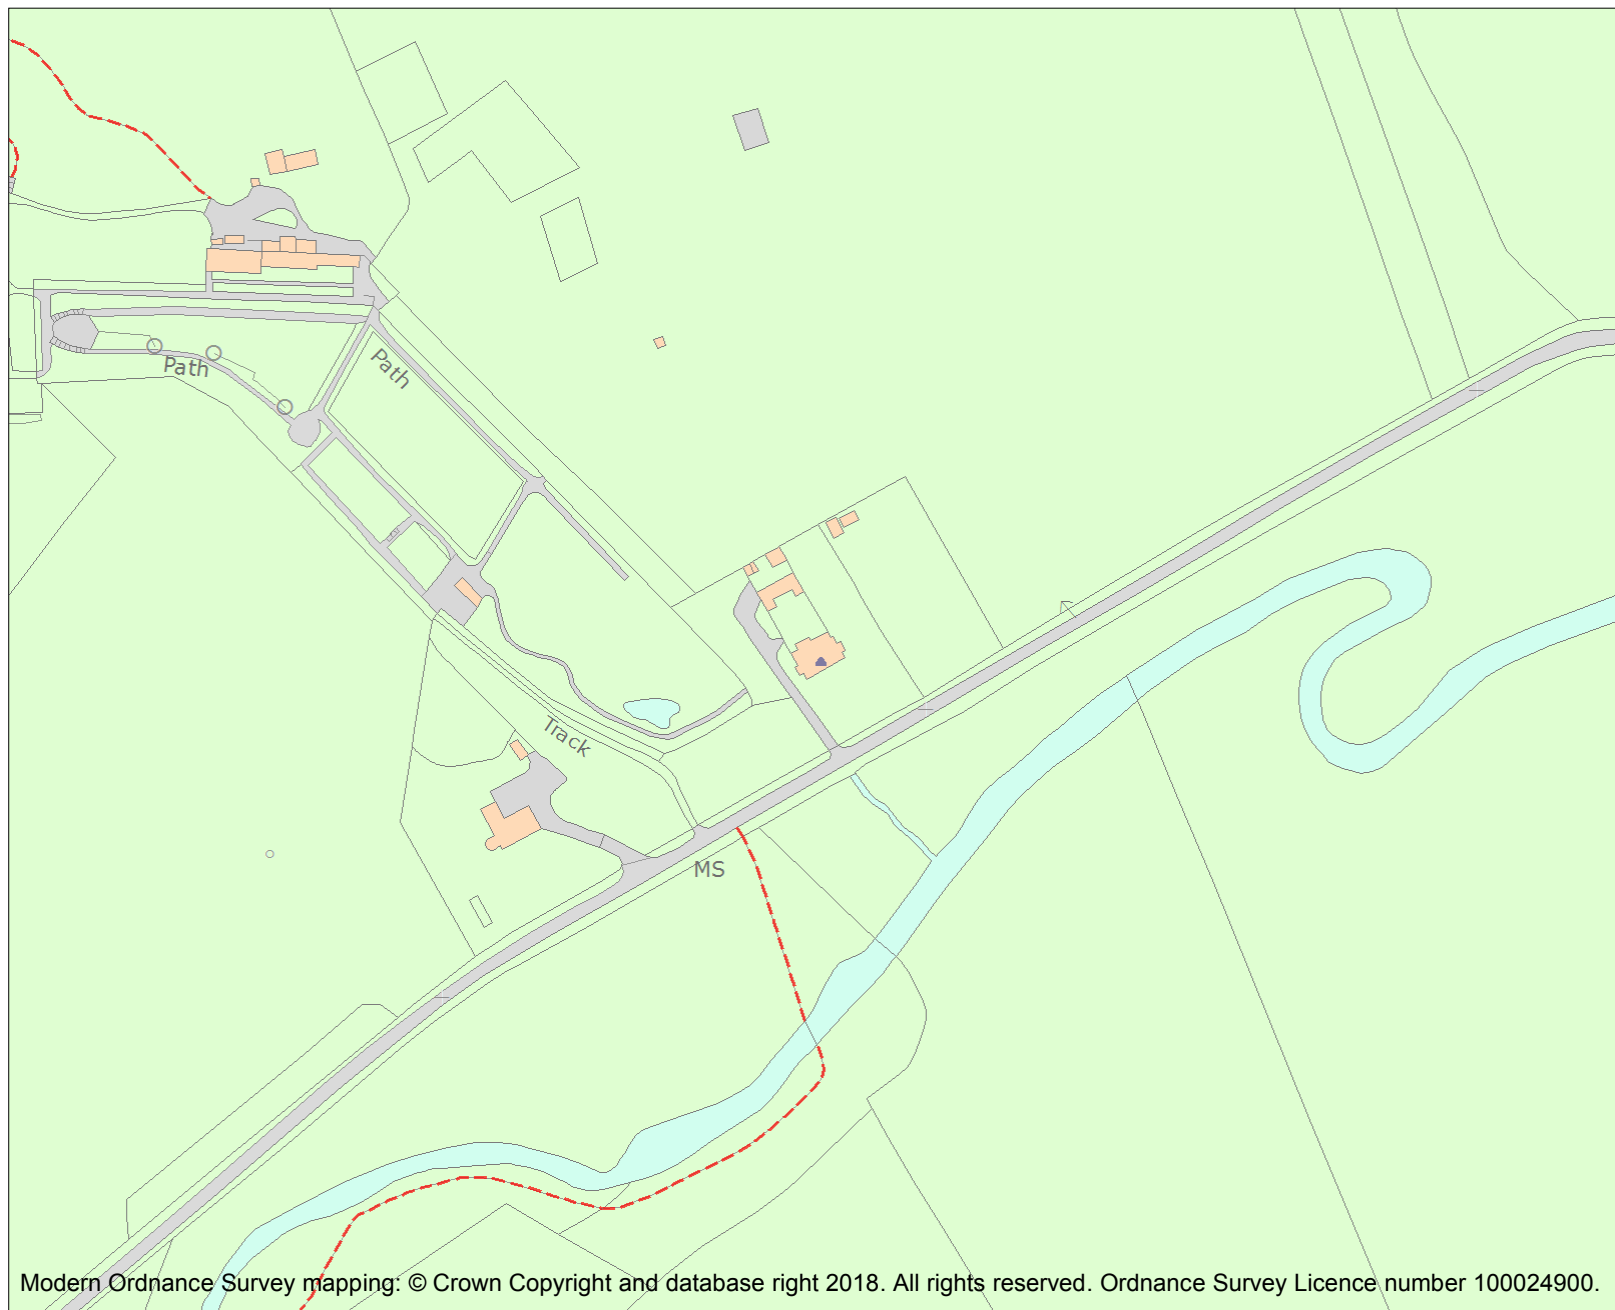 Path
Path
Track
MS
Modern Ordnance Survey mapping: © Crown Copyright and database right 2018. All rights reserved. Ordnance Survey Licence number 100024900.